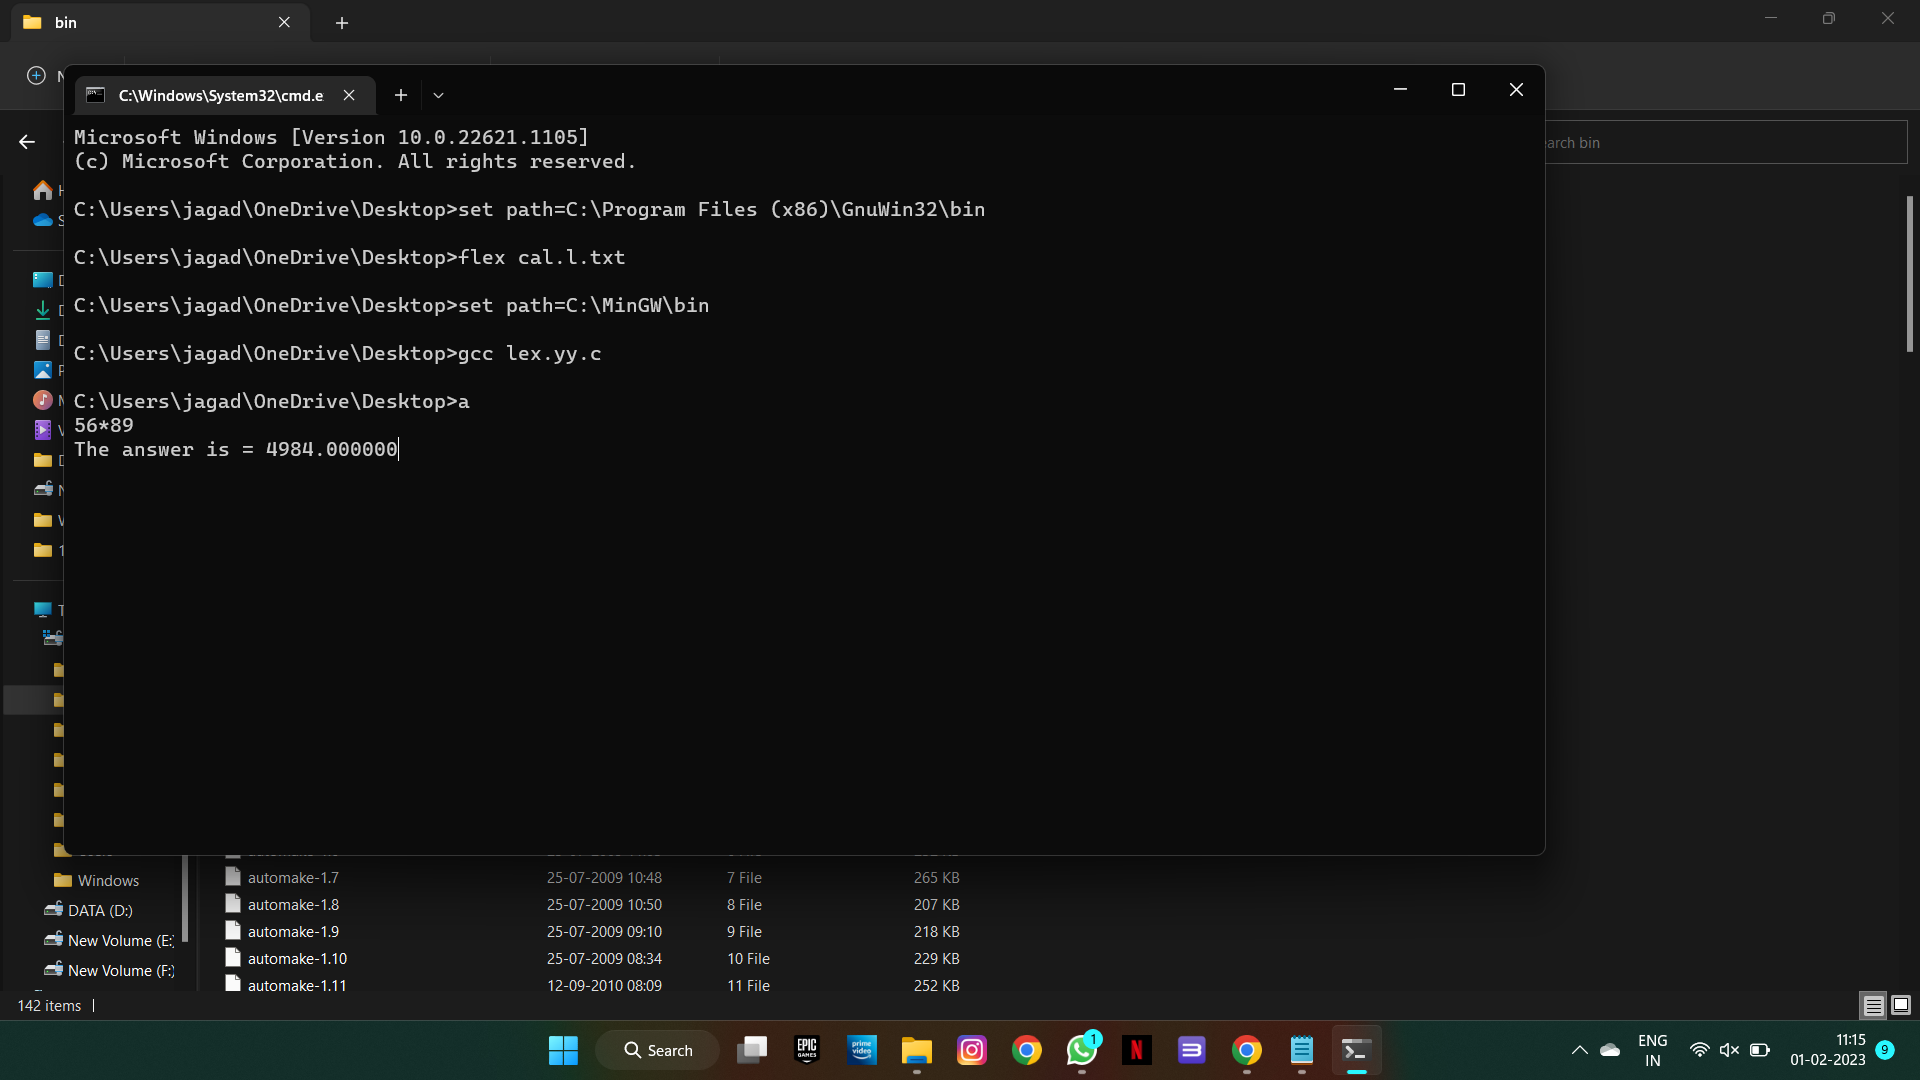 bin
C:\Windows\System32\cmd.e
Microsoft Windows [Version 10.0.22621.1105]
(c) Microsoft Corporation. All rights reserved.
C:\Users\jagad\OneDrive\Desktop>set path=C:\Program Files (x86)\GnuWin32\bin
C:\Users\jagad\OneDrive\Desktop>flex cal.l.txt
C:\Users\jagad\OneDrive\Desktop>set path=C:\MinGW\bin
C:\Users\jagad\OneDrive\Desktop>gcc lex.yy.c
C:\Users\jagad\OneDrive\Desktop>a
56*89
The answer is = 4984.000000
earch bin
Windows
DATA (D:)
New Volume (E:
New Volume (F:)
automake-1.7 25-07-2009 10:48 7 File 265 KB
automake-1.8 25-07-2009 10:50 8 File 207 KB
automake-1.9 25-07-2009 09:10 9 File 218 KB
automake-1.10 25-07-2009 08:34 10 File 229 KB
automake-1.11 12-09-2010 08:09 11 File 252 KB
142 items
Search
EPIC GAMES
prime video
1
ENG
IN
11:15
01-02-2023
9